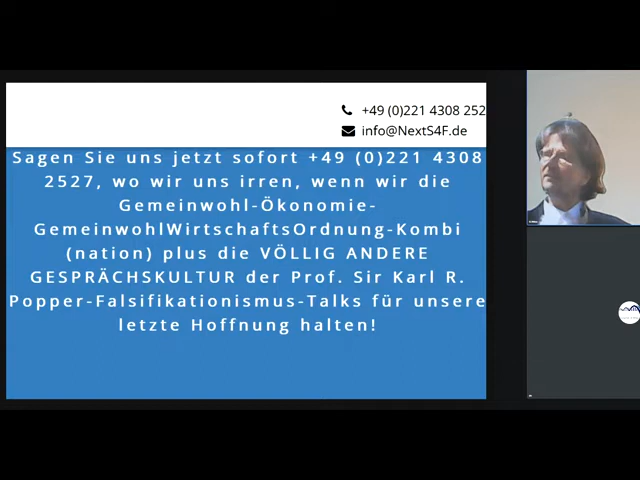 +49 (0)221 4308 252
info@NextS4F.de
Sagen Sie uns jetzt sofort +49 (0)221 4308
2527, wo wir uns irren, wenn wir die
Gemeinwohl-Ökonomie-
GemeinwohlWirtschaftsOrdnung-Kombi
(nation) plus die VÖLLIG ANDERE
GESPRÄCHSKULTUR der Prof. Sir Karl R.
Popper-Falsifikationismus-Talks für unsere
letzte Hoffnung halten!